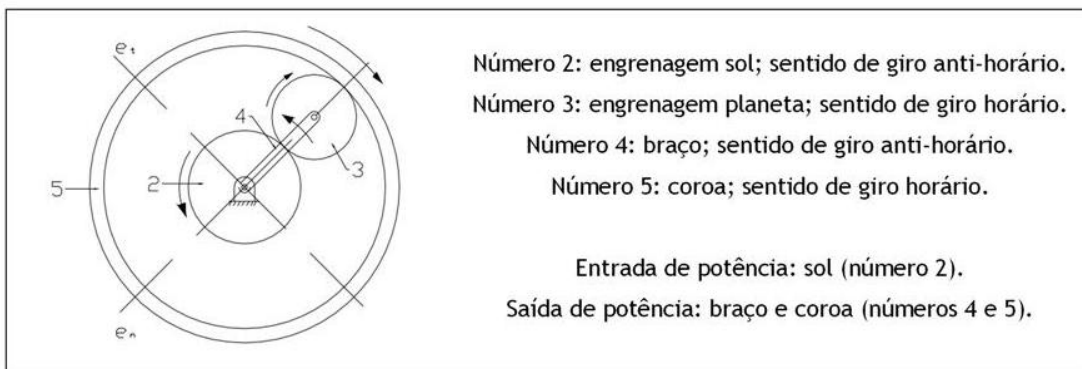 e₁
4
5
2
3
eₙ
Número 2: engrenagem sol; sentido de giro anti-horário.
Número 3: engrenagem planeta; sentido de giro horário.
Número 4: braço; sentido de giro anti-horário.
Número 5: coroa; sentido de giro horário.
Entrada de potência: sol (número 2).
Saída de potência: braço e coroa (números 4 e 5).